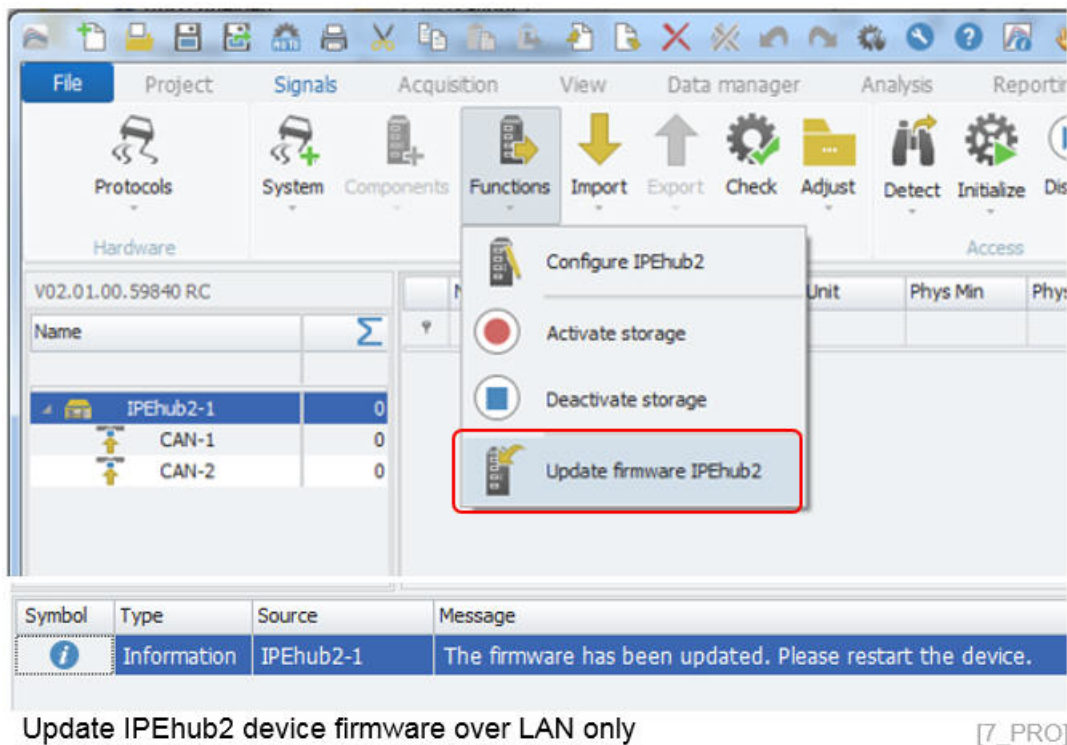 File Project Signals Acquisition View Data manager Analysis
Protocols System Components Functions Import Export Check Adjust Detect Initialize
Hardware Access
Configure IPEhub2
V02.01.00.59840 RC Unit Phys Min
Name Activate storage
Deactivate storage
IPEhub2-1 0
CAN-1 0
CAN-2 0
Update firmware IPEhub2
Symbol Type Source Message
Information IPEhub2-1 The firmware has been updated. Please restart the device.
Update IPEhub2 device firmware over LAN only [7_PRO]